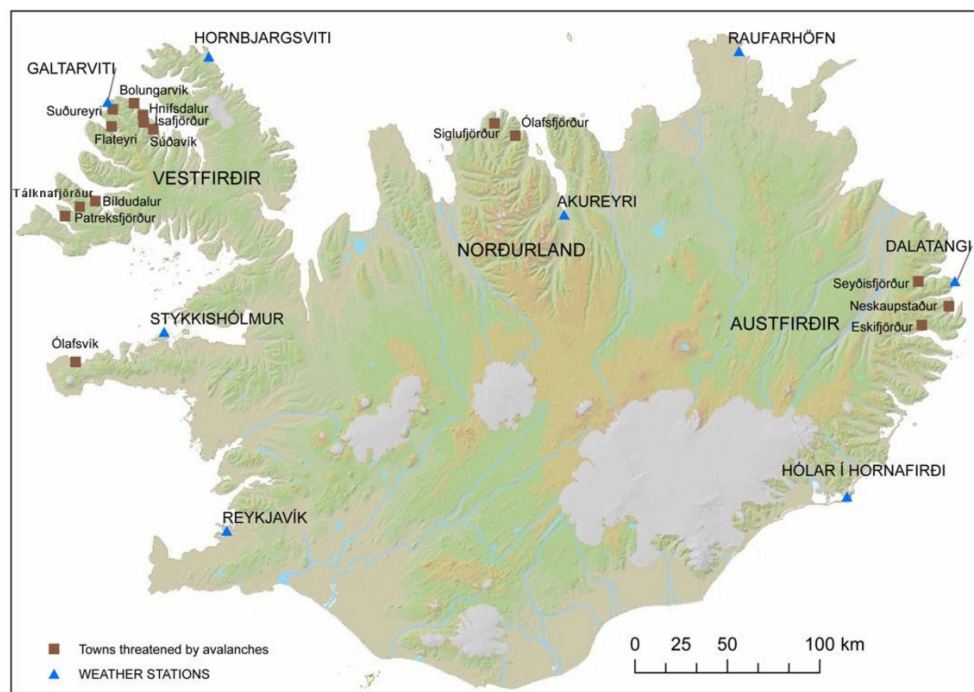 HORNBJARGSVITI
RAUFARHÖFN
GALTARVITI
Bolungarvík
Suðureyri
Hnífsdalur
Ísafjörður
Flateyri
Súðavík
Siglufjörður
Ólafsfjörður
VESTFIRÐIR
Tálknafjörður
Bíldudalur
Patreksfjörður
AKUREYRI
NORÐURLAND
DALATANGI
Seyðisfjörður
Neskaupstaður
AUSTFIRÐIR
Eskifjörður
STYKKISHÓLMUR
Ólafsvík
HÓLAR Í HORNAFIRÐI
REYKJAVÍK
Towns threatened by avalanches
WEATHER STATIONS
0 25 50 100 km